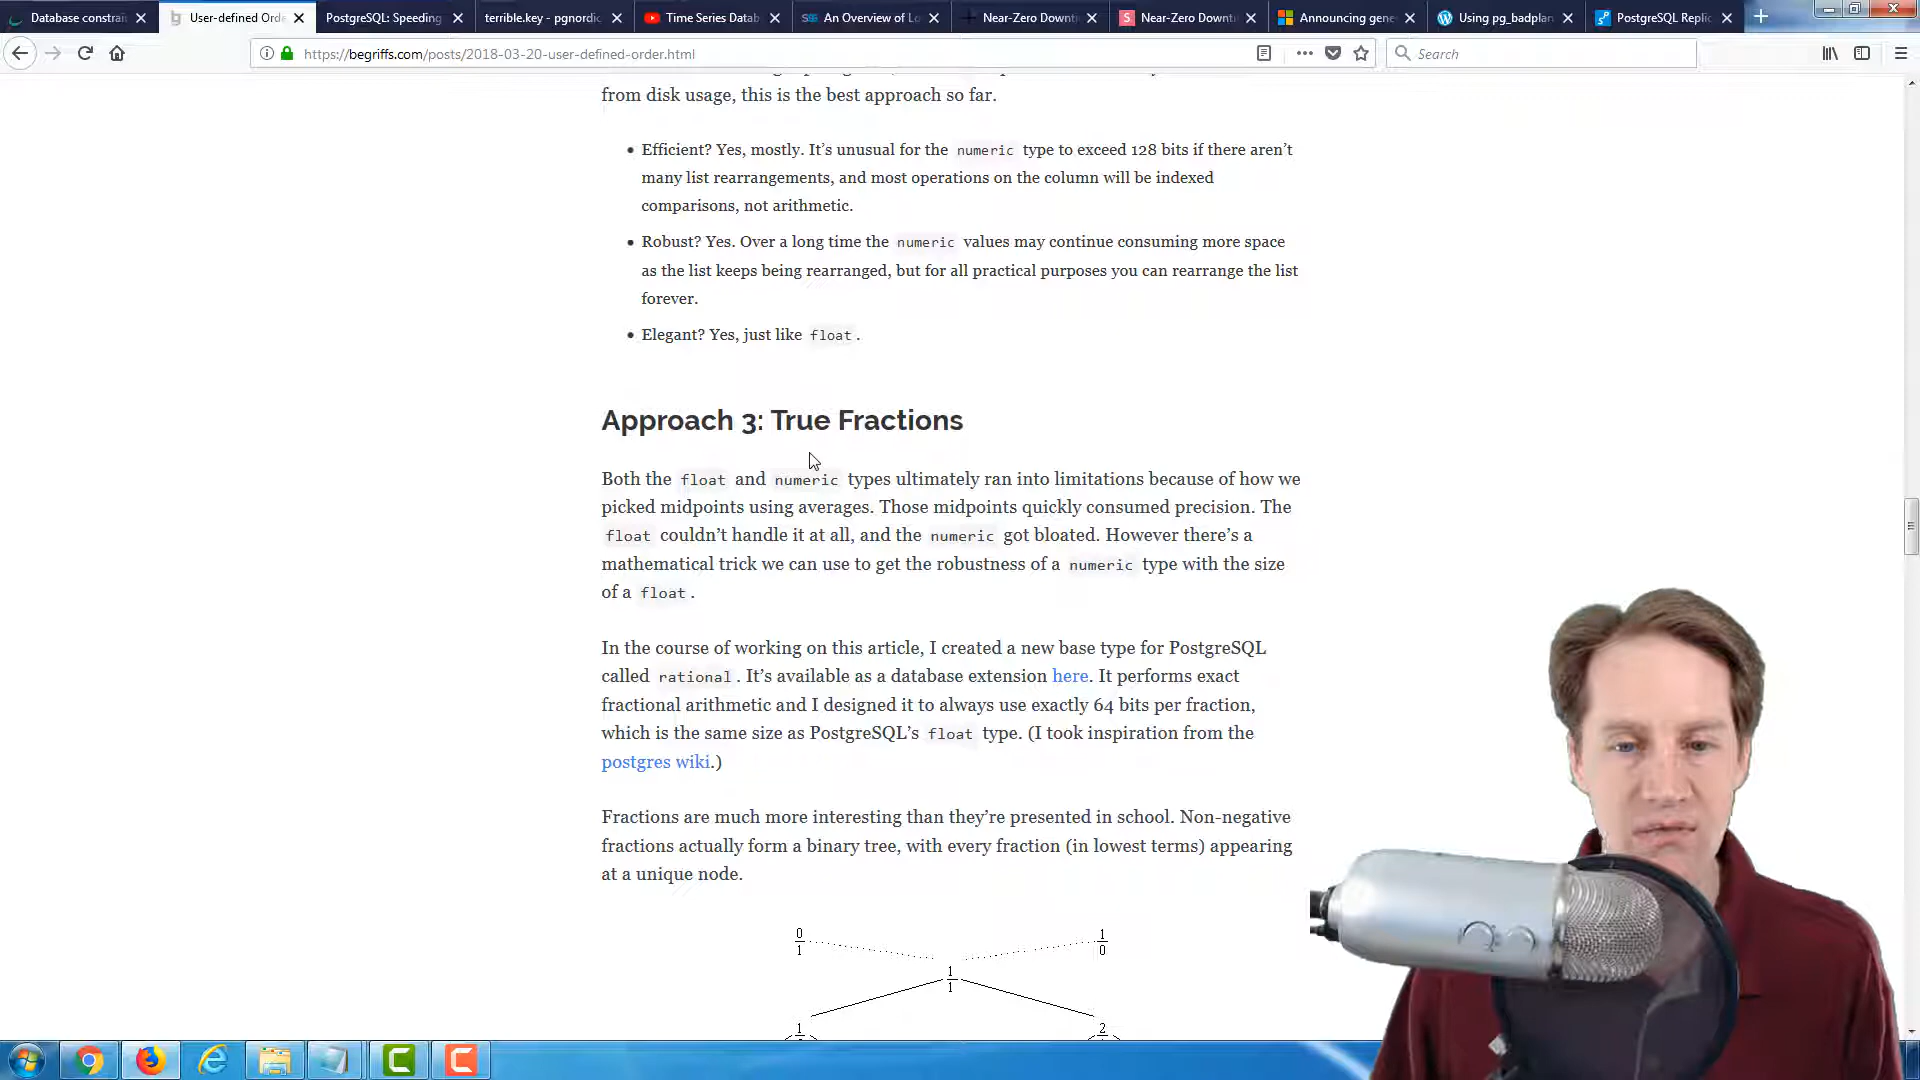 Database constrai
User-defined Orde
PostgreSQL: Speeding
terrible.key - pgnordic
Time Series Datab
An Overview of Lo
Near-Zero Downti
Near-Zero Downti
Announcing gene
Using pg_badplan
PostgreSQL Replic
https://begriffs.com/posts/2018-03-20-user-defined-order.html
Search
from disk usage, this is the best approach so far.
Efficient? Yes, mostly. It's unusual for the numeric type to exceed 128 bits if there aren't
many list rearrangements, and most operations on the column will be indexed
comparisons, not arithmetic.
Robust? Yes. Over a long time the numeric values may continue consuming more space
as the list keeps being rearranged, but for all practical purposes you can rearrange the list
forever.
Elegant? Yes, just like float.
Approach 3: True Fractions
Both the float and numeric types ultimately ran into limitations because of how we
picked midpoints using averages. Those midpoints quickly consumed precision. The
float couldn't handle it at all, and the numeric got bloated. However there's a
mathematical trick we can use to get the robustness of a numeric type with the size
of a float.
In the course of working on this article, I created a new base type for PostgreSQL
called rational. It's available as a database extension here. It performs exact
fractional arithmetic and I designed it to always use exactly 64 bits per fraction,
which is the same size as PostgreSQL's float type. (I took inspiration from the
postgres wiki.)
Fractions are much more interesting than they're presented in school. Non-negative
fractions actually form a binary tree, with every fraction (in lowest terms) appearing
at a unique node.
0
1
1
0
1
1
1
2